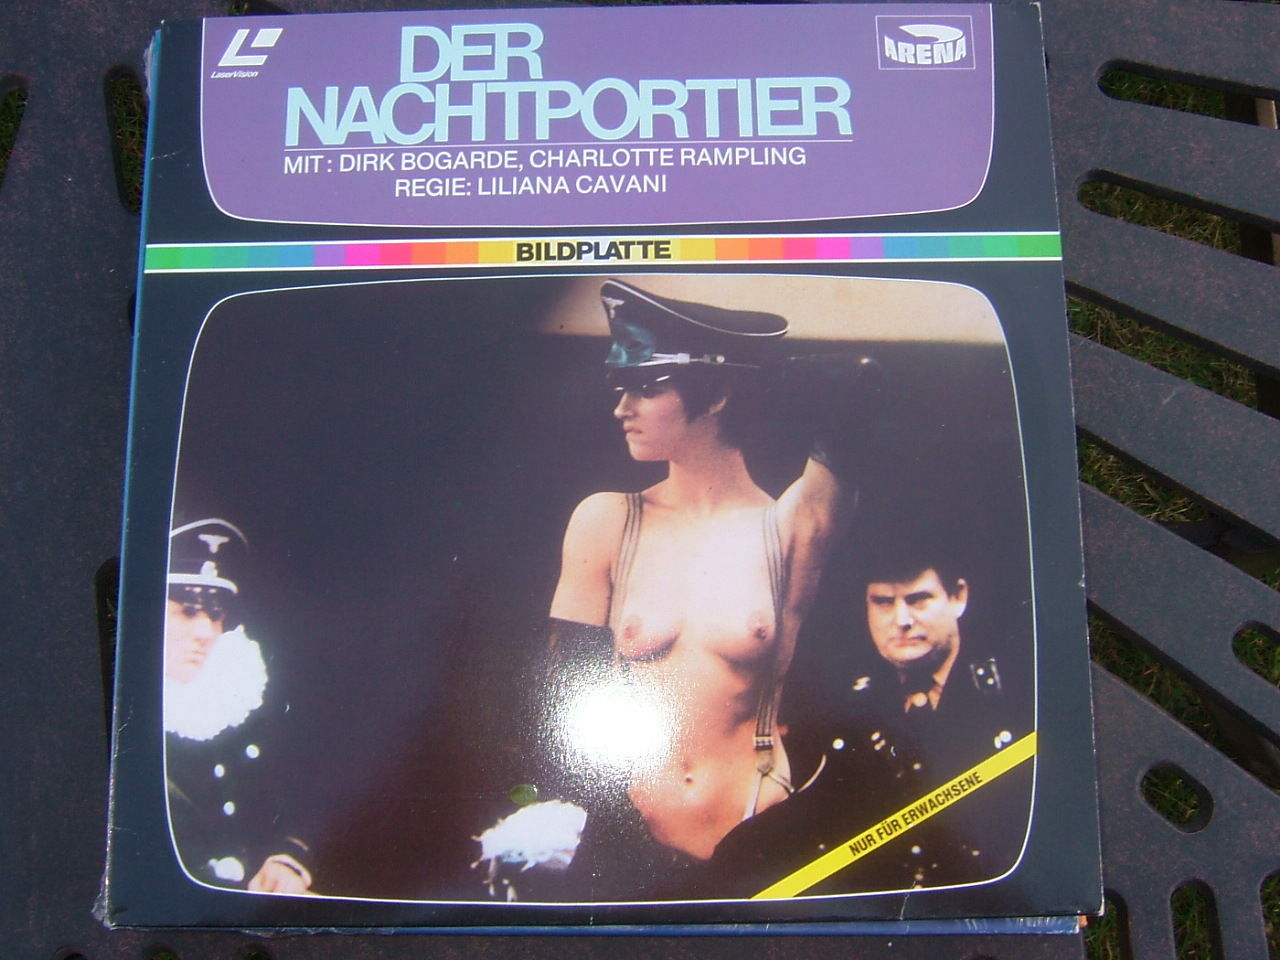 LaserVision
ARENA
DER
NACHTPORTIER
MIT: DIRK BOGARDE, CHARLOTTE RAMPLING
REGIE: LILIANA CAVANI
BILDPLATTE
NUR FÜR ERWACHSENE